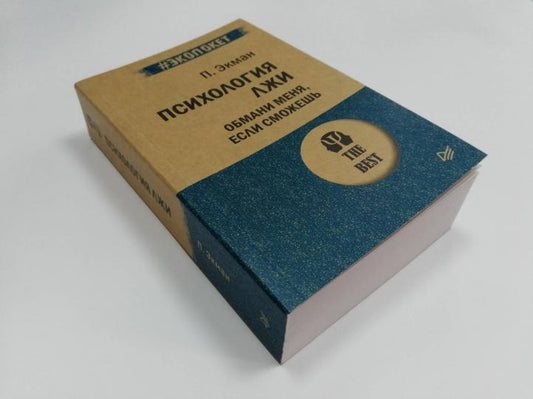 #ЭКОПОКЕТ
П. Экман
ПСИХОЛОГИЯ
ЛЖИ
ОБМАНИ МЕНЯ,
ЕСЛИ СМОЖЕШЬ
THE
BEST
ПСИХОЛОГИЯ ЛЖИ
П. Экман